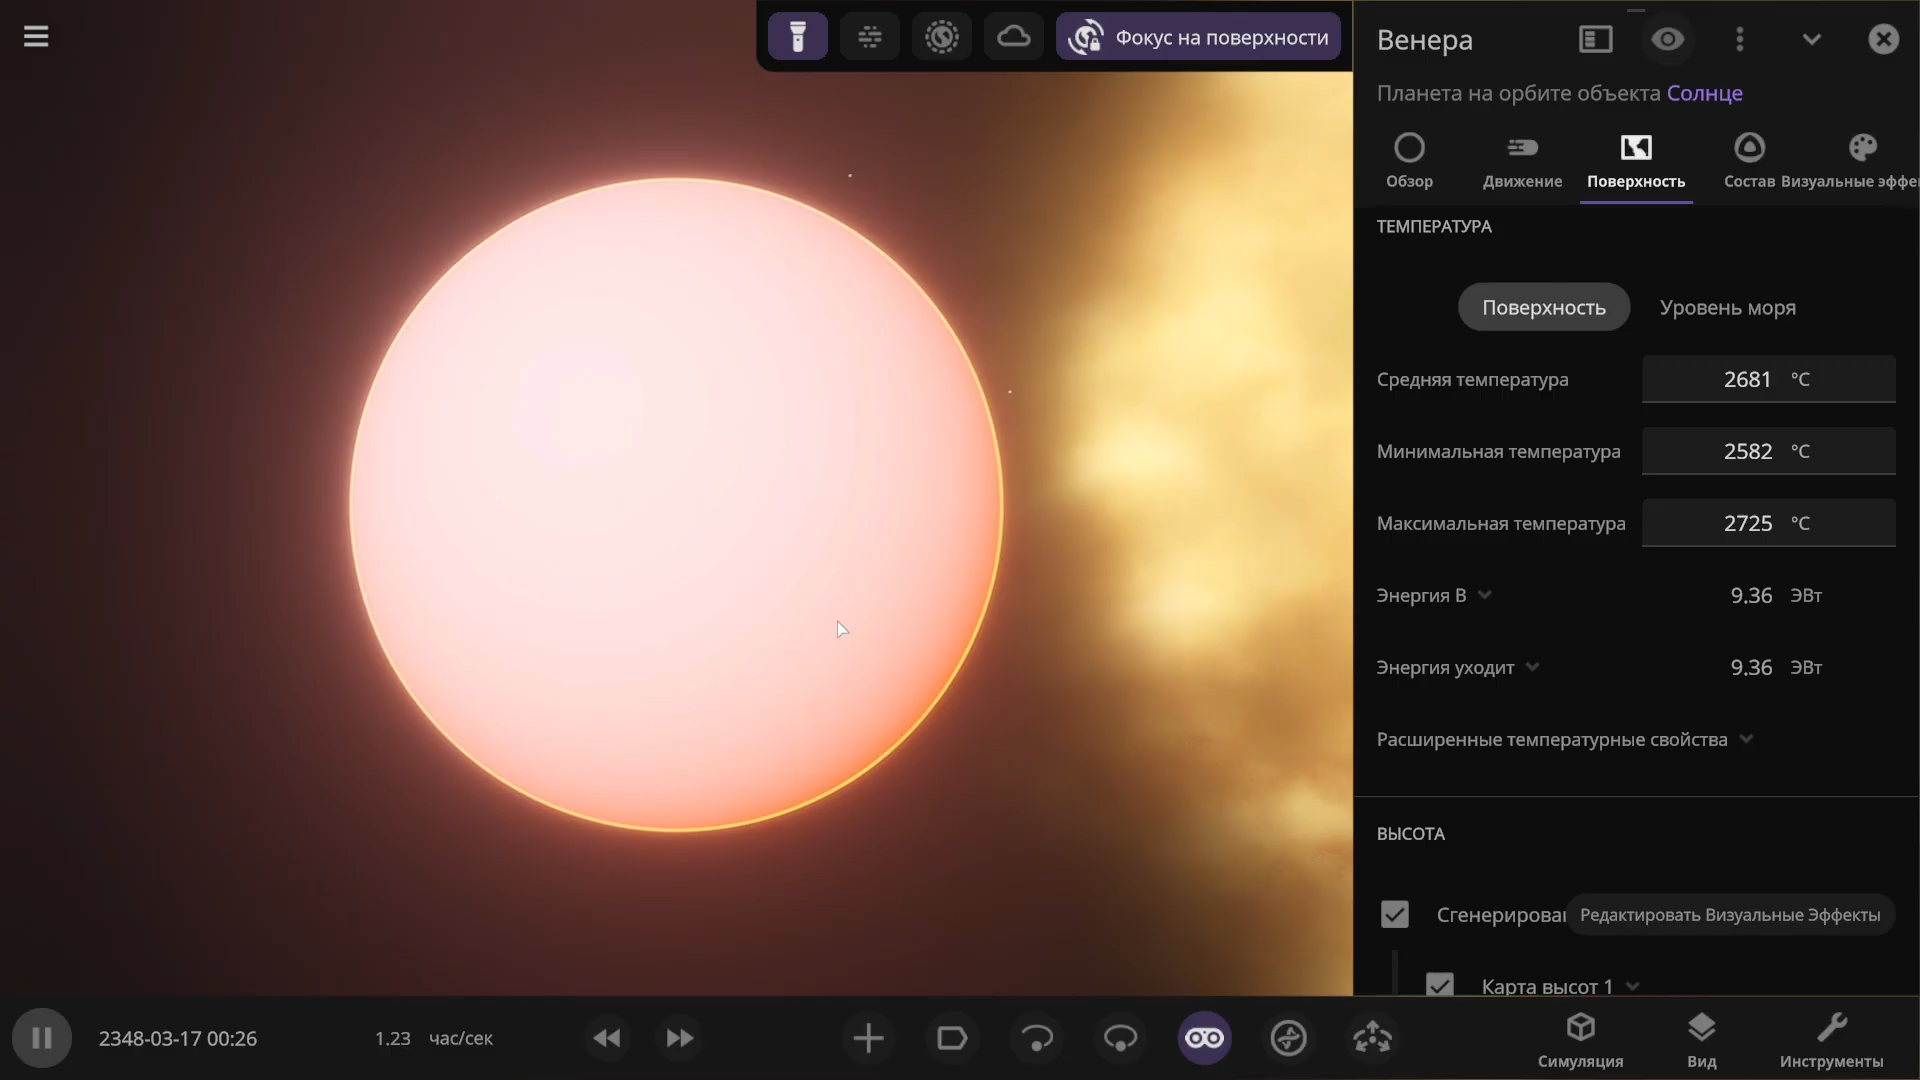 Фокус на поверхности
Венера
Планета на орбите объекта Солнце
Обзор
Движение
Поверхность
Состав
Визуальные эффе
ТЕМПЕРАТУРА
Поверхность
Уровень моря
Средняя температура 2681 °C
Минимальная температура 2582 °C
Максимальная температура 2725 °C
Энергия В 9.36 ЭВт
Энергия уходит 9.36 ЭВт
Расширенные температурные свойства
ВЫСОТА
Сгенерирован
Редактировать Визуальные Эффекты
Карта высот 1
2348-03-17 00:26
1.23 час/сек
Симуляция
Вид
Инструменты